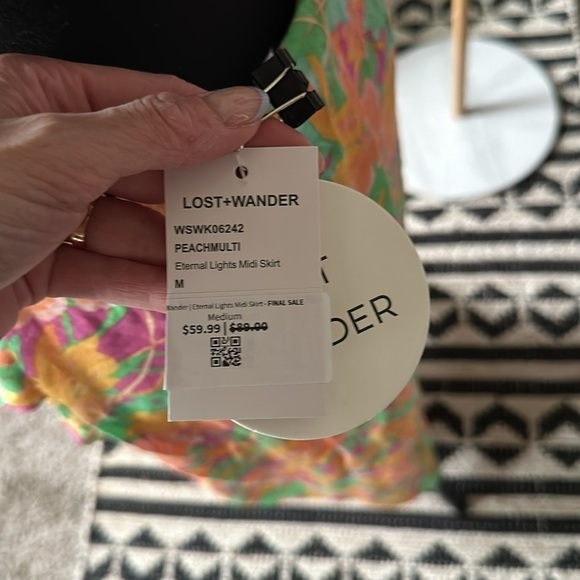 LOST+WANDER
WSWK06242
PEACHMULTI
Eternal Lights Midi Skirt
M
Wander | Eternal Lights Midi Skirt - FINAL SALE
Medium
$59.99 | $89.00
T
DER